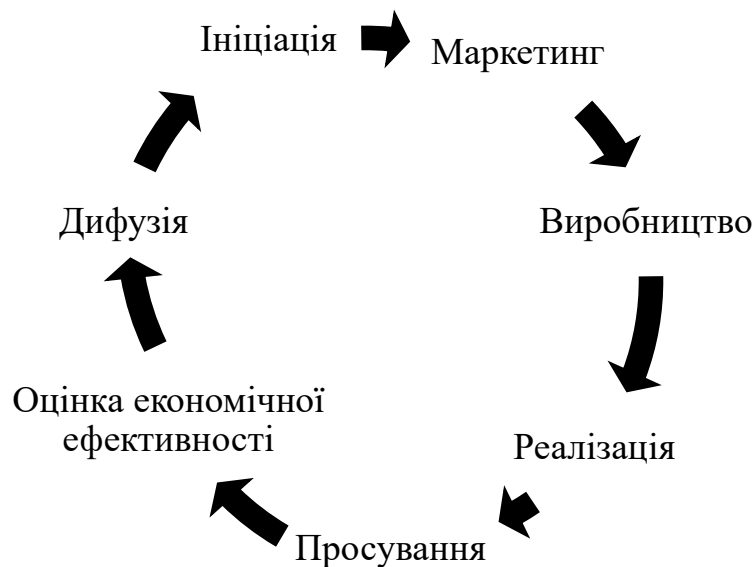 Ініціація
Маркетинг
Виробництво
Реалізація
Просування
Оцінка економічної
ефективності
Дифузія